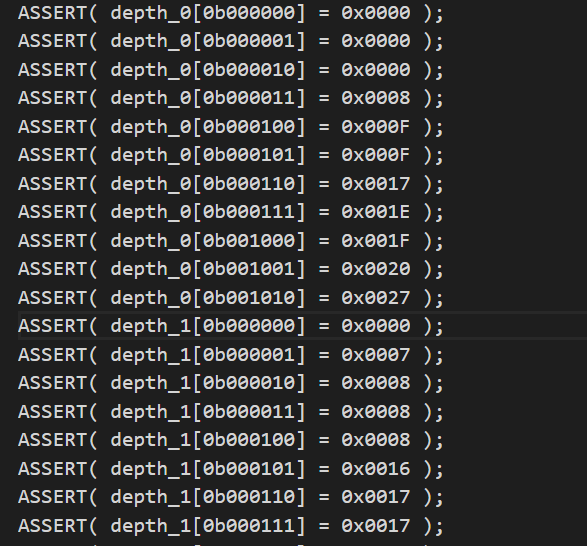 ASSERT( depth_0[0b000000] = 0x0000 );
ASSERT( depth_0[0b000001] = 0x0000 );
ASSERT( depth_0[0b000010] = 0x0000 );
ASSERT( depth_0[0b000011] = 0x0008 );
ASSERT( depth_0[0b000100] = 0x000F );
ASSERT( depth_0[0b000101] = 0x000F );
ASSERT( depth_0[0b000110] = 0x0017 );
ASSERT( depth_0[0b000111] = 0x001E );
ASSERT( depth_0[0b001000] = 0x001F );
ASSERT( depth_0[0b001001] = 0x0020 );
ASSERT( depth_0[0b001010] = 0x0027 );
ASSERT( depth_1[0b000000] = 0x0000 );
ASSERT( depth_1[0b000001] = 0x0007 );
ASSERT( depth_1[0b000010] = 0x0008 );
ASSERT( depth_1[0b000011] = 0x0008 );
ASSERT( depth_1[0b000100] = 0x0008 );
ASSERT( depth_1[0b000101] = 0x0016 );
ASSERT( depth_1[0b000110] = 0x0017 );
ASSERT( depth_1[0b000111] = 0x0017 );